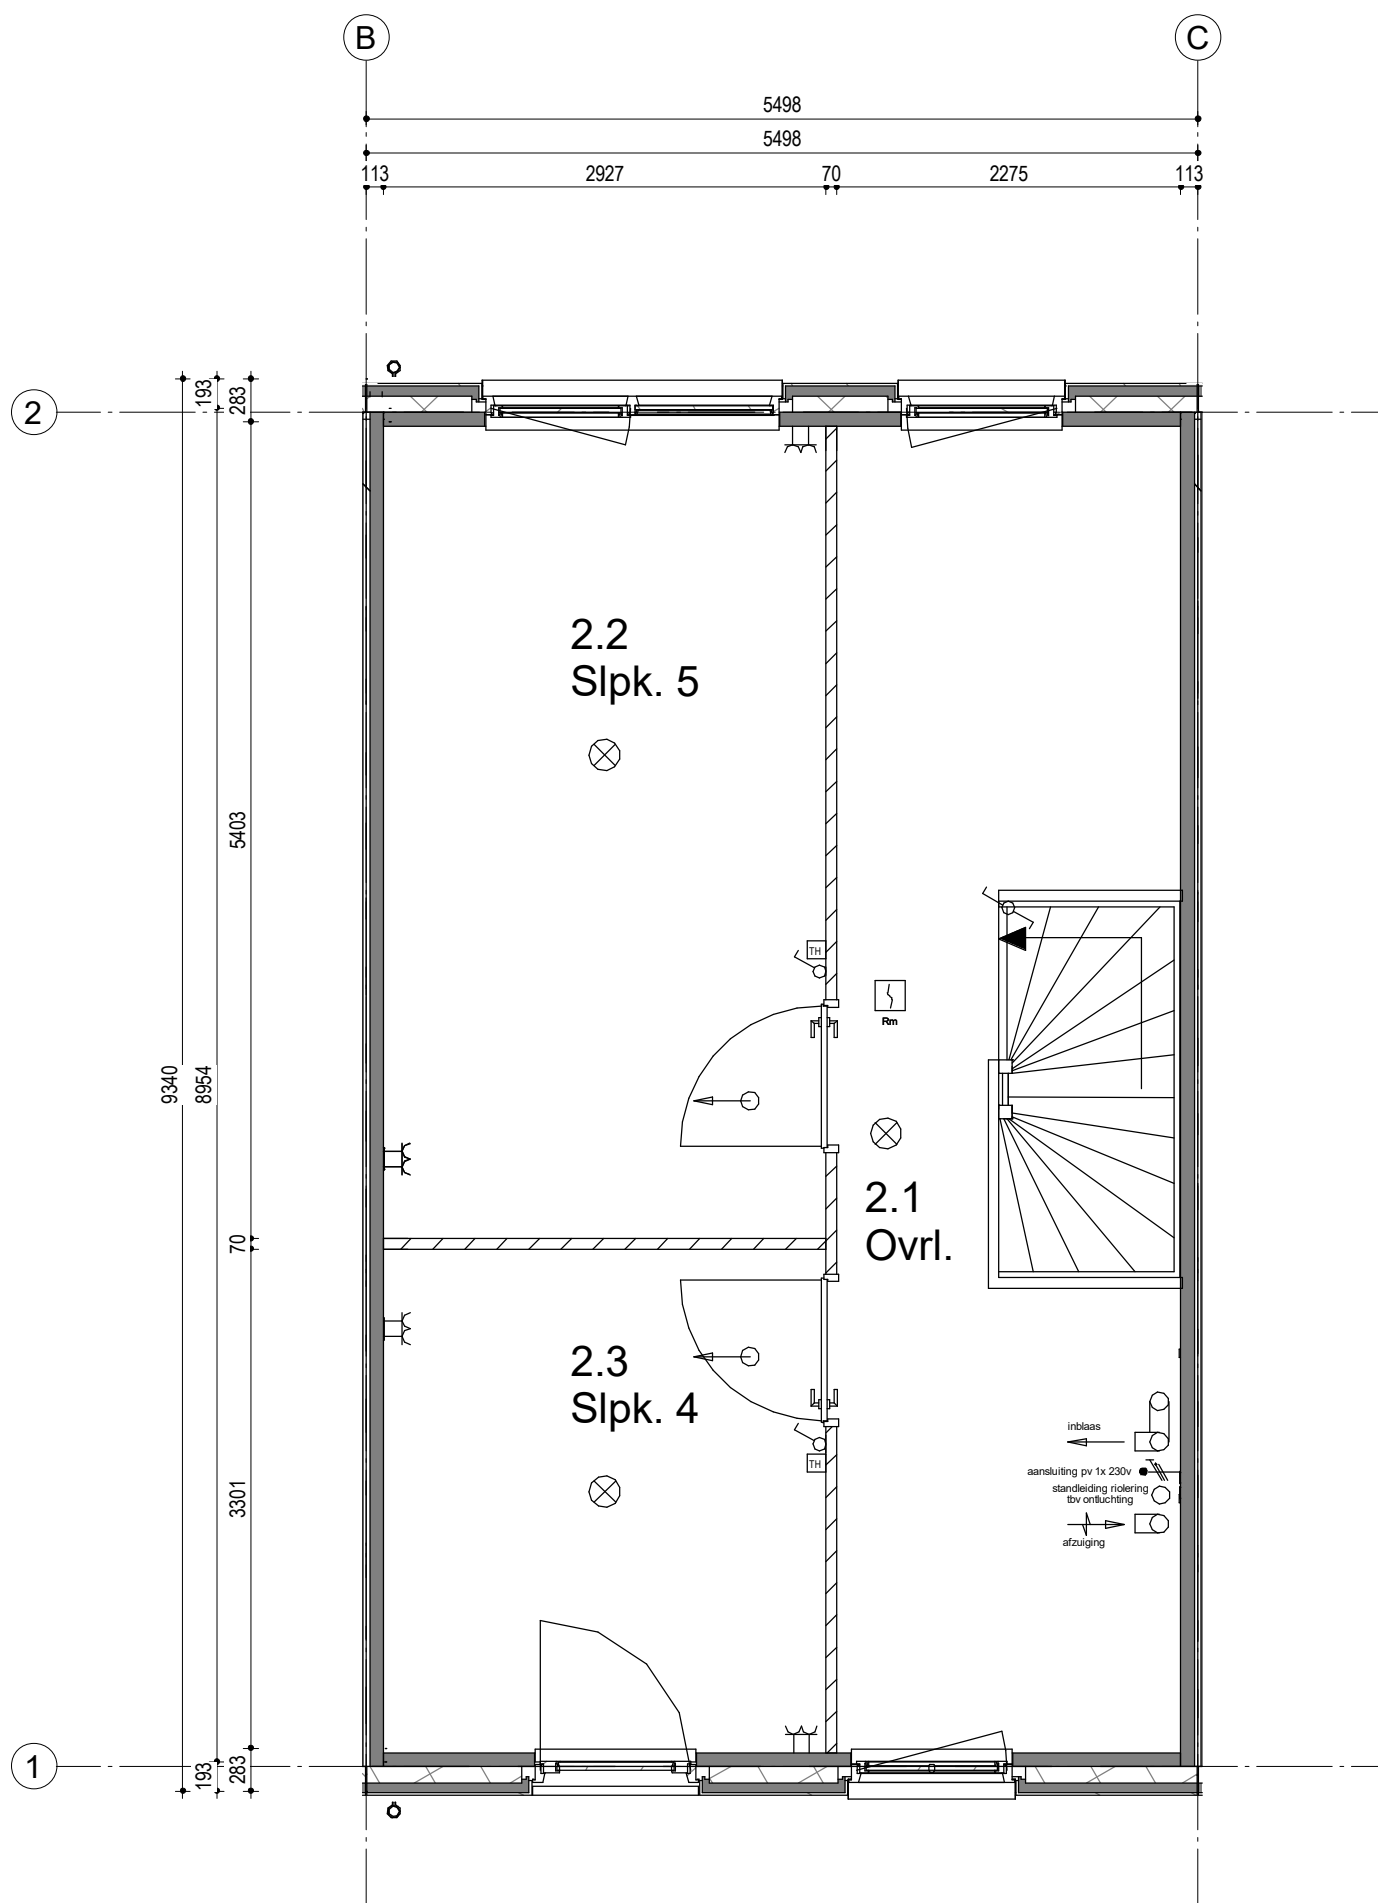 B
C
5498
5498
113
2927
70
2275
113
2
193
283
2.2
Slpk. 5
5403
TH
Rm
9340
8954
2.1
Ovrl.
70
2.3
Slpk. 4
inblaas
TH
aansluiting pv 1x 230v
standleiding riolering
tbv ontluchting
3301
afzuiging
1
193
283